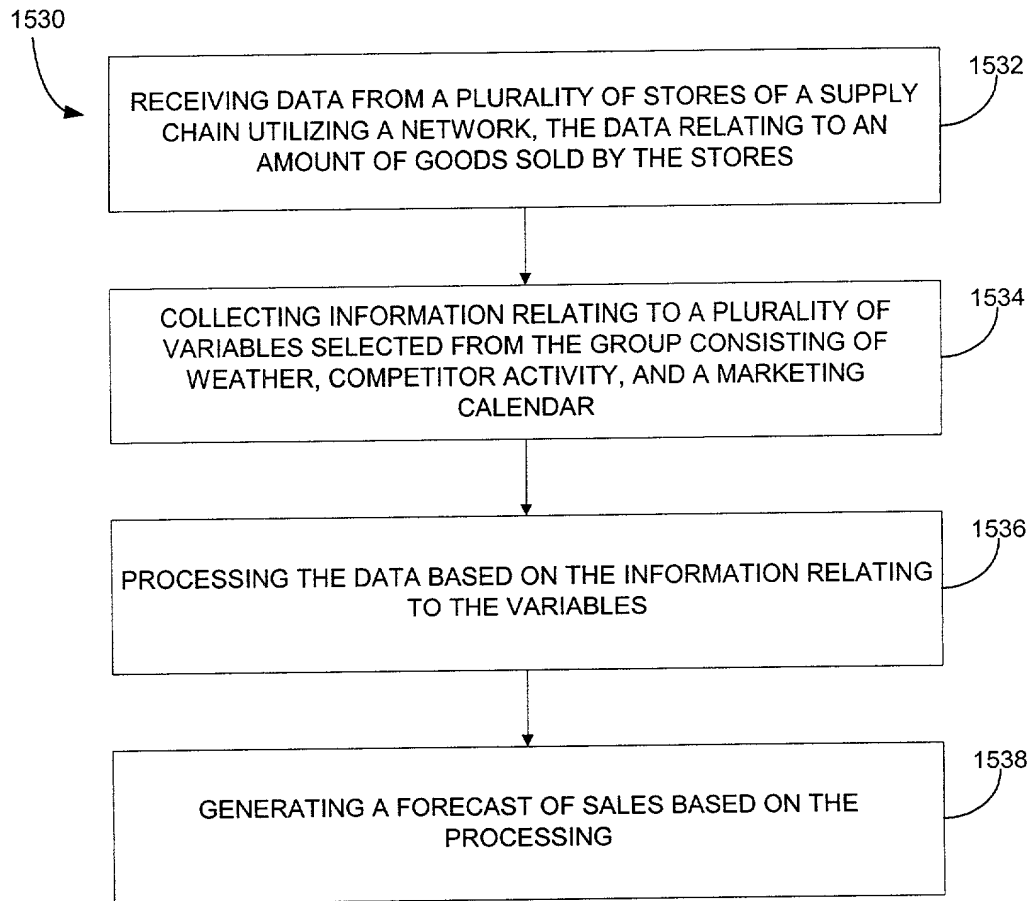 1530
1532
RECEIVING DATA FROM A PLURALITY OF STORES OF A SUPPLY
CHAIN UTILIZING A NETWORK, THE DATA RELATING TO AN
AMOUNT OF GOODS SOLD BY THE STORES
1534
COLLECTING INFORMATION RELATING TO A PLURALITY OF
VARIABLES SELECTED FROM THE GROUP CONSISTING OF
WEATHER, COMPETITOR ACTIVITY, AND A MARKETING
CALENDAR
1536
PROCESSING THE DATA BASED ON THE INFORMATION RELATING
TO THE VARIABLES
1538
GENERATING A FORECAST OF SALES BASED ON THE
PROCESSING